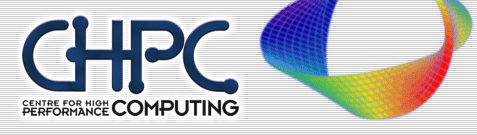 CHPC
CENTRE FOR HIGH
PERFORMANCE COMPUTING